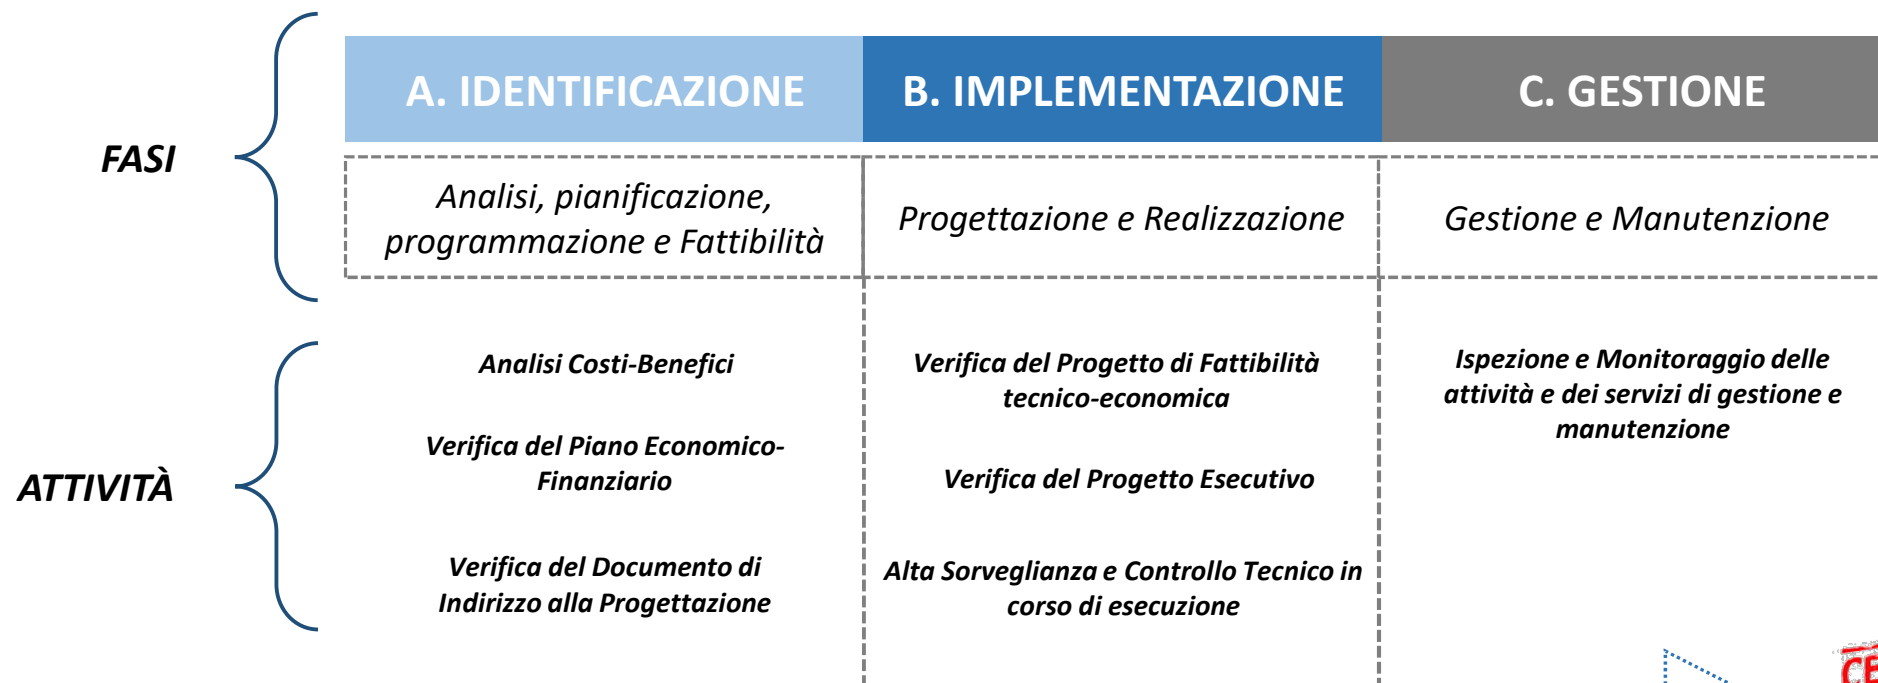 A. IDENTIFICAZIONE
B. IMPLEMENTAZIONE
C. GESTIONE
FASI
Analisi, pianificazione,
programmazione e Fattibilità
Progettazione e Realizzazione
Gestione e Manutenzione
ATTIVITÀ
Analisi Costi-Benefici
Verifica del Piano Economico-
Finanziario
Verifica del Documento di
Indirizzo alla Progettazione
Verifica del Progetto di Fattibilità
tecnico-economica
Verifica del Progetto Esecutivo
Alta Sorveglianza e Controllo Tecnico in
corso di esecuzione
Ispezione e Monitoraggio delle
attività e dei servizi di gestione e
manutenzione